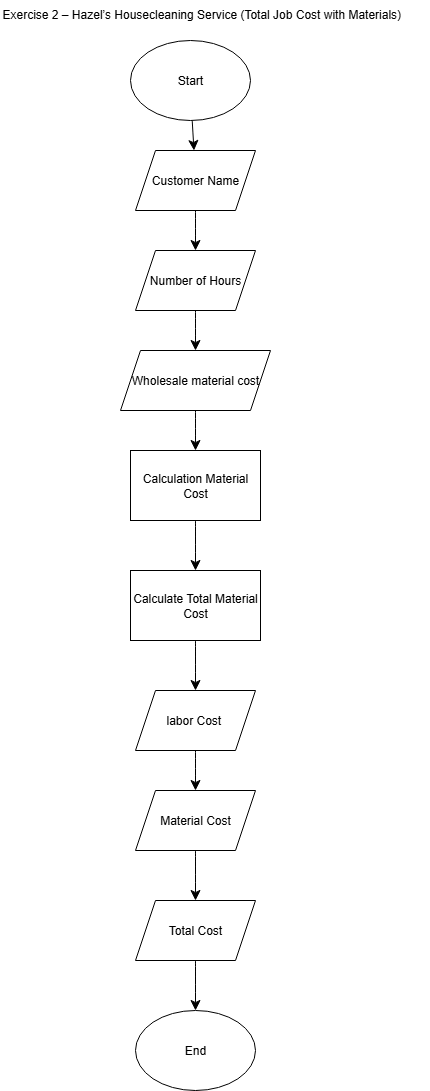 Exercise 2 – Hazel's Housecleaning Service (Total Job Cost with Materials)
Start
Customer Name
Number of Hours
Wholesale material cost
Calculation Material
Cost
Calculate Total Material
Cost
labor Cost
Material Cost
Total Cost
End